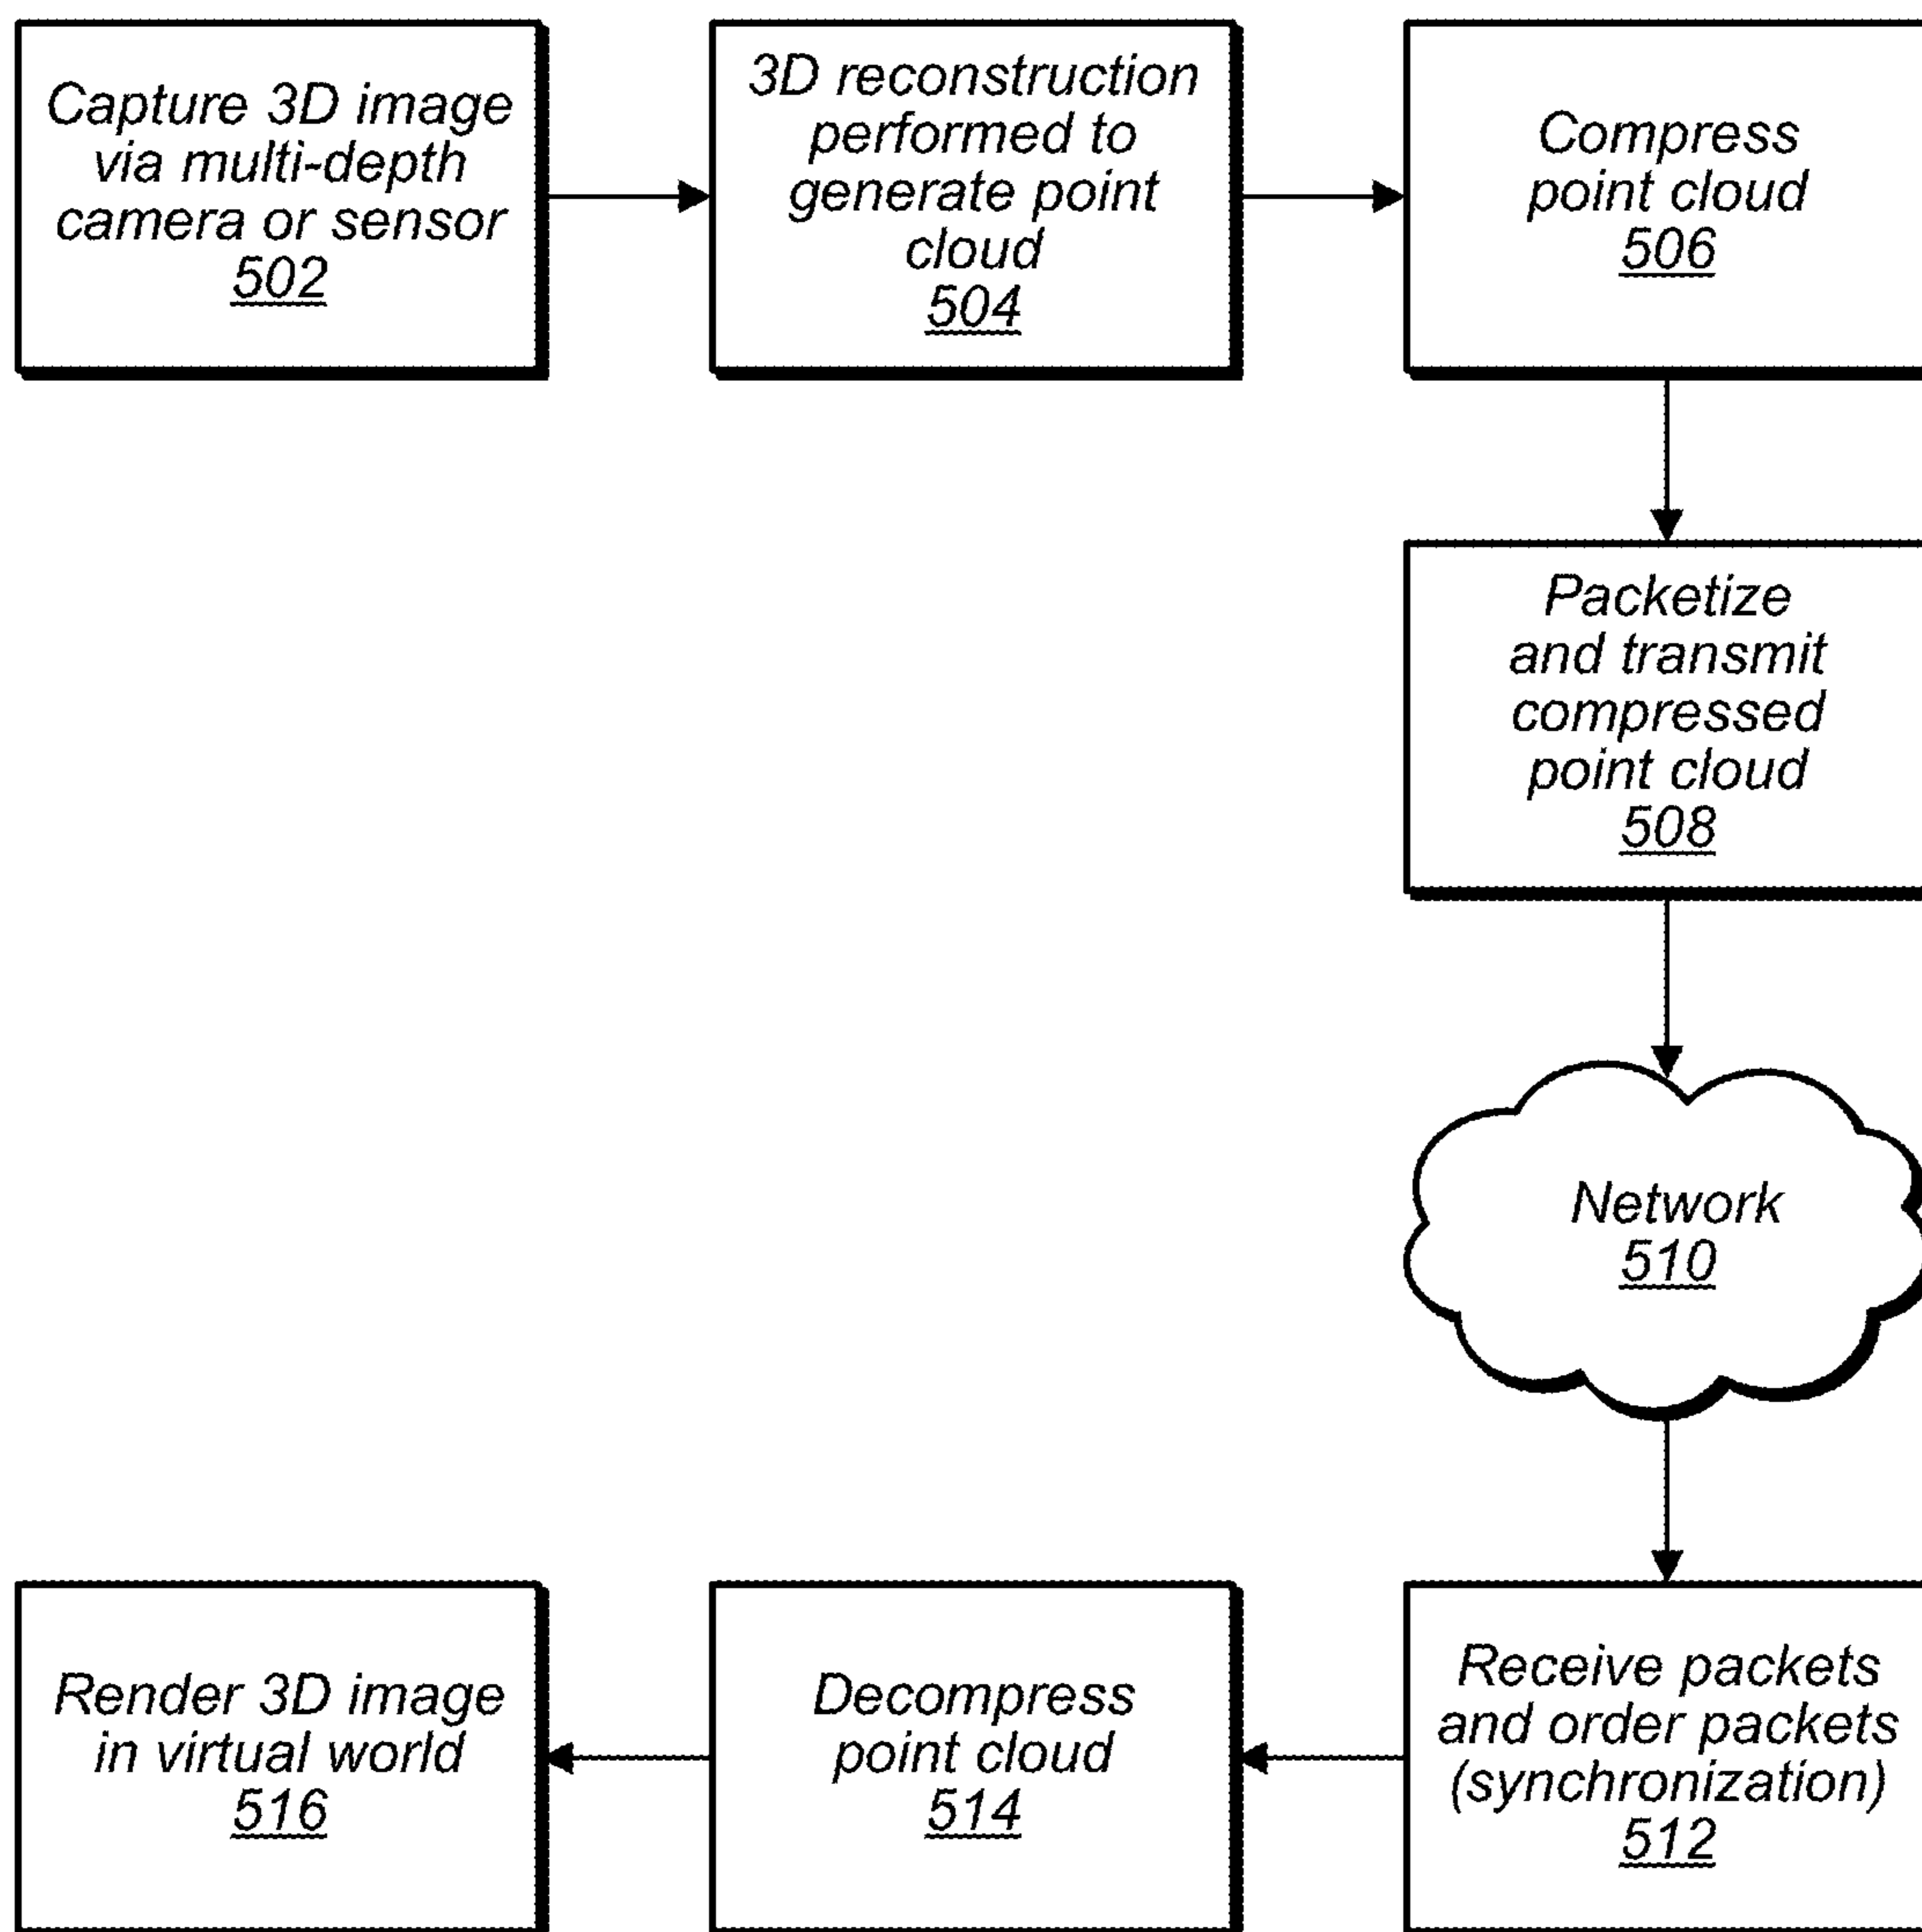 Capture 3D image
via multi-depth
camera or sensor
502
3D reconstruction
performed to
generate point
cloud
504
Compress
point cloud
506
Packetize
and transmit
compressed
point cloud
508
Network
510
Receive packets
and order packets
(synchronization)
512
Decompress
point cloud
514
Render 3D image
in virtual world
516